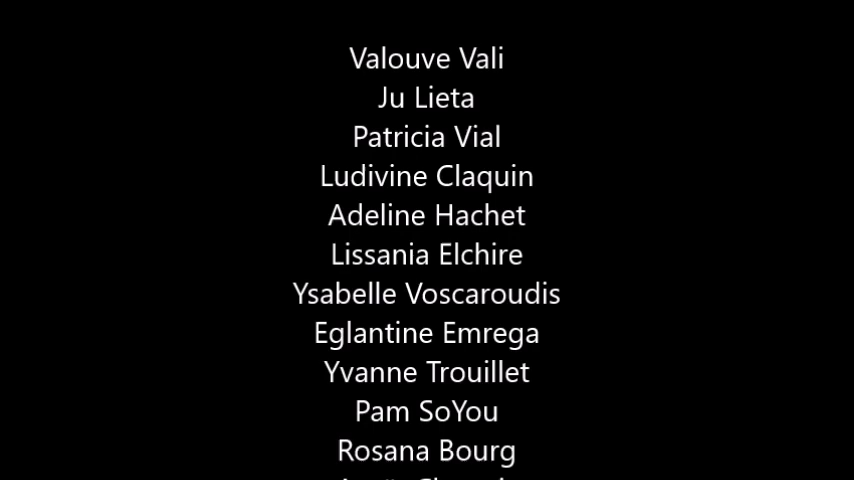 Valouve Vali
Ju Lieta
Patricia Vial
Ludivine Claquin
Adeline Hachet
Lissania Elchire
Ysabelle Voscaroudis
Eglantine Emrega
Yvanne Trouillet
Pam SoYou
Rosana Bourg